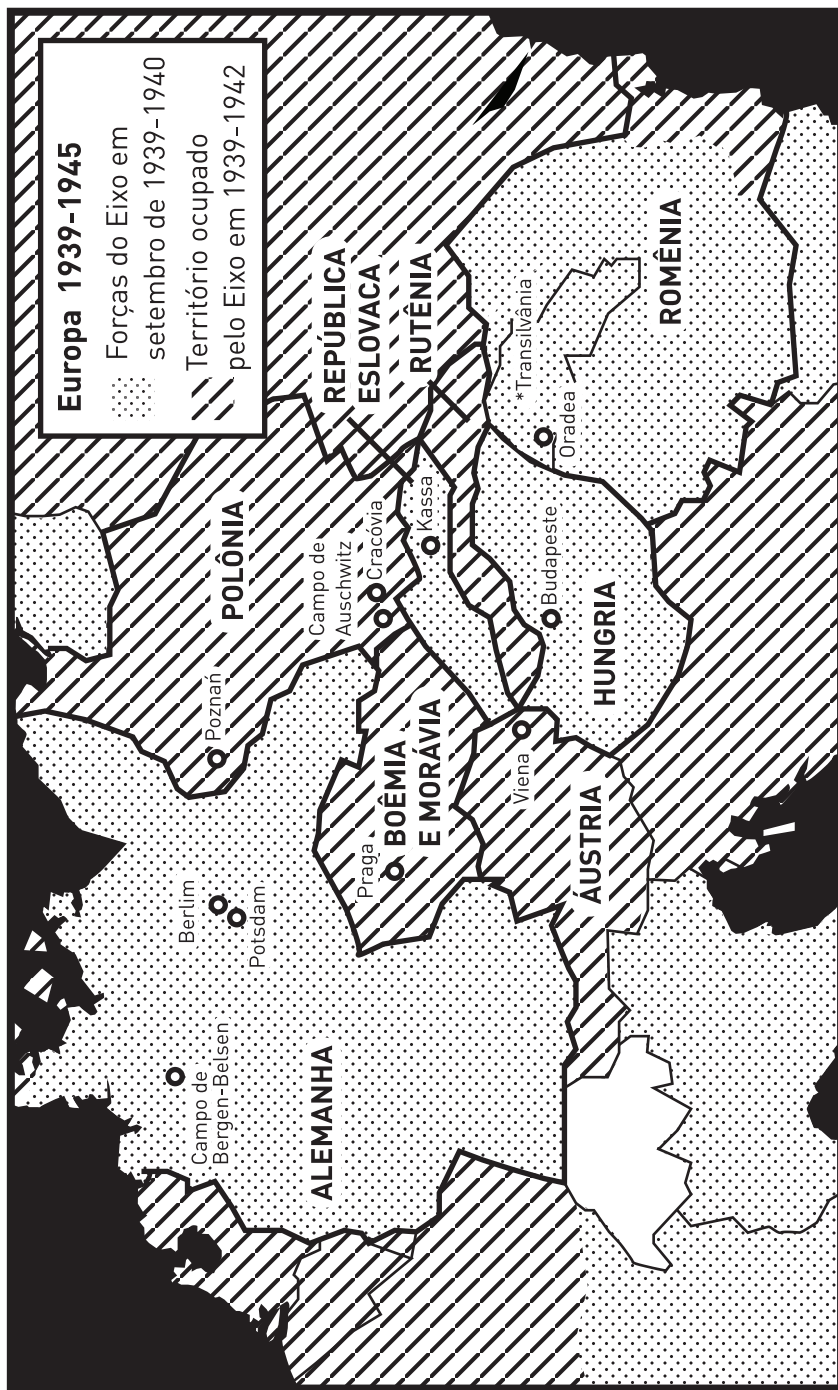 Europa 1939-1945
Forças do Eixo em
setembro de 1939-1940
Território ocupado
pelo Eixo em 1939-1942
Campo de
Bergen-Belsen
ALEMANHA
Berlim
Potsdam
Poznań
POLÔNIA
Praga
BOÊMIA
E MORÁVIA
Campo de
Auschwitz
Cracovia
REPÚBLICA
ESLOVACA
RUTÊNIA
Kassa
Viena
ÁUSTRIA
Budapeste
HUNGRIA
*Transilvânia
Oradea
ROMÊNIA